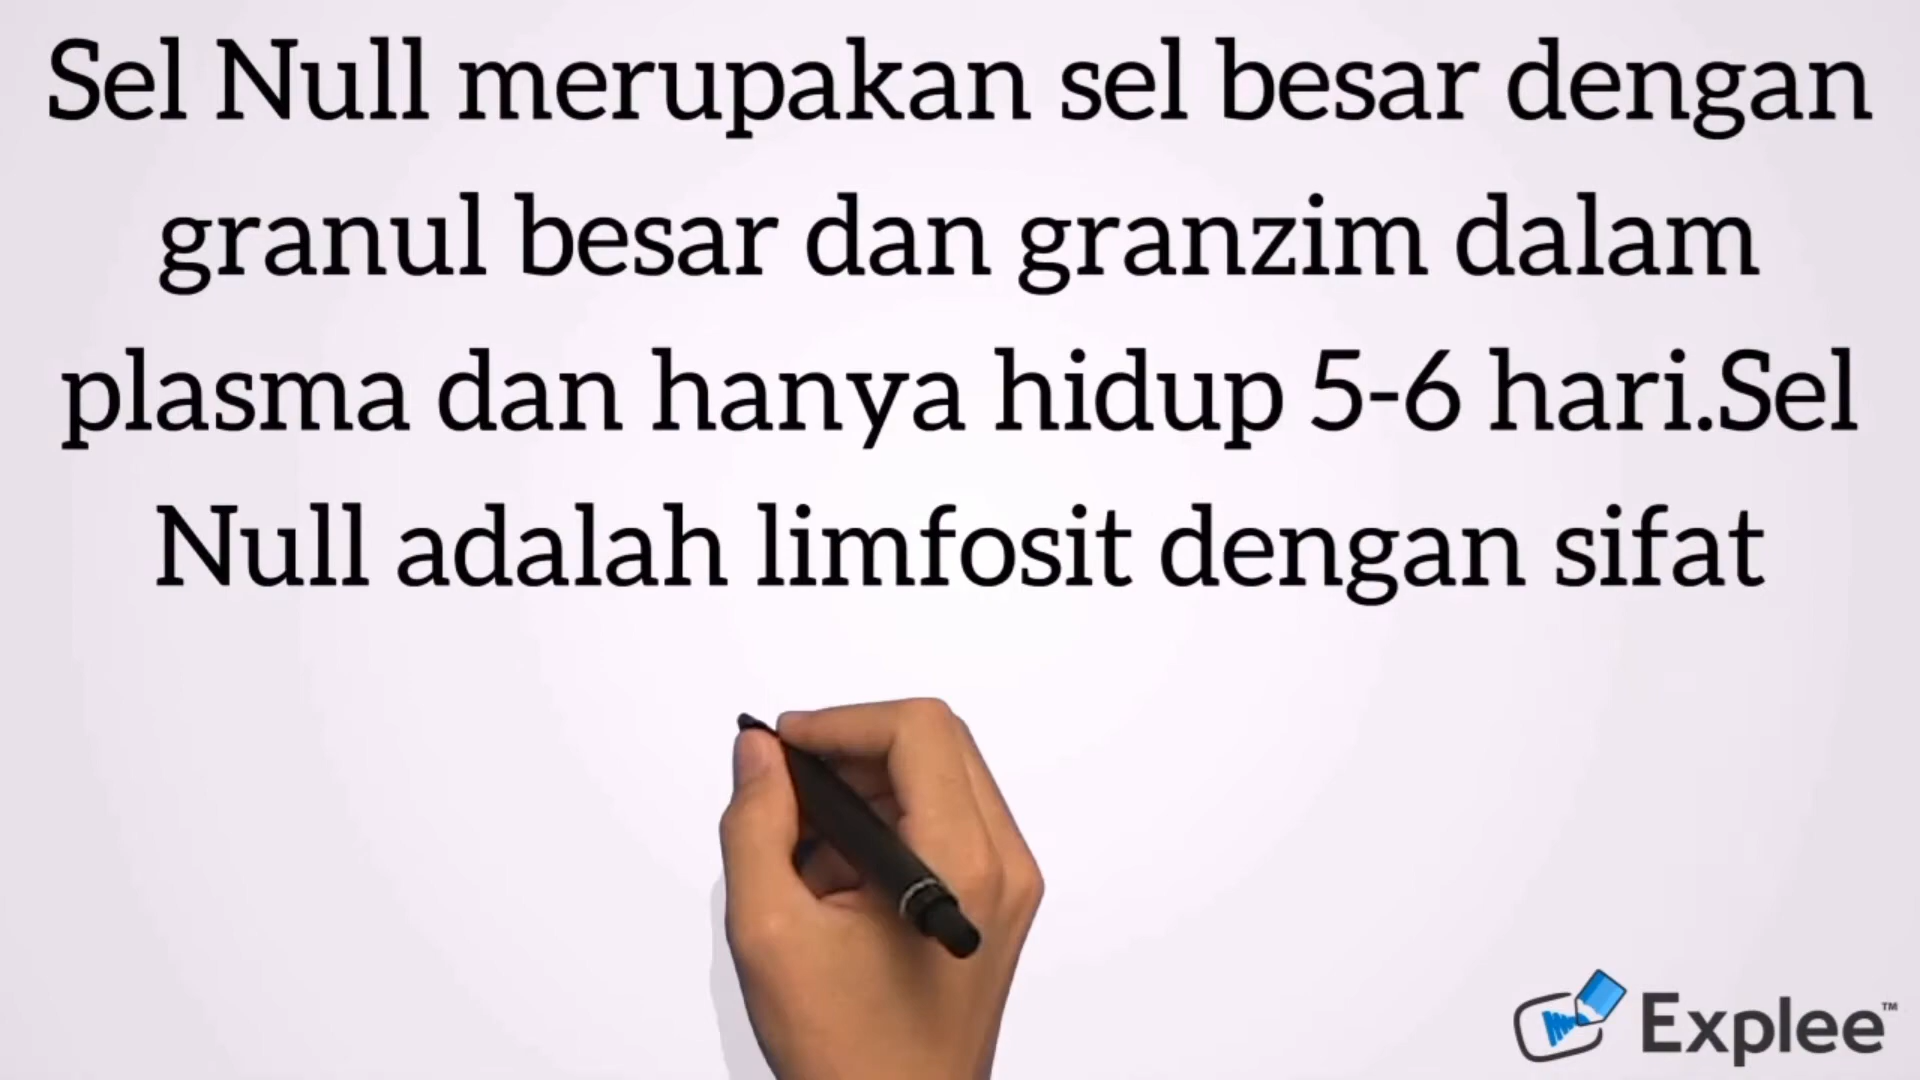 Sel Null merupakan sel besar dengan
granul besar dan granzim dalam
plasma dan hanya hidup 5-6 hari.Sel
Null adalah limfosit dengan sifat
Explee™